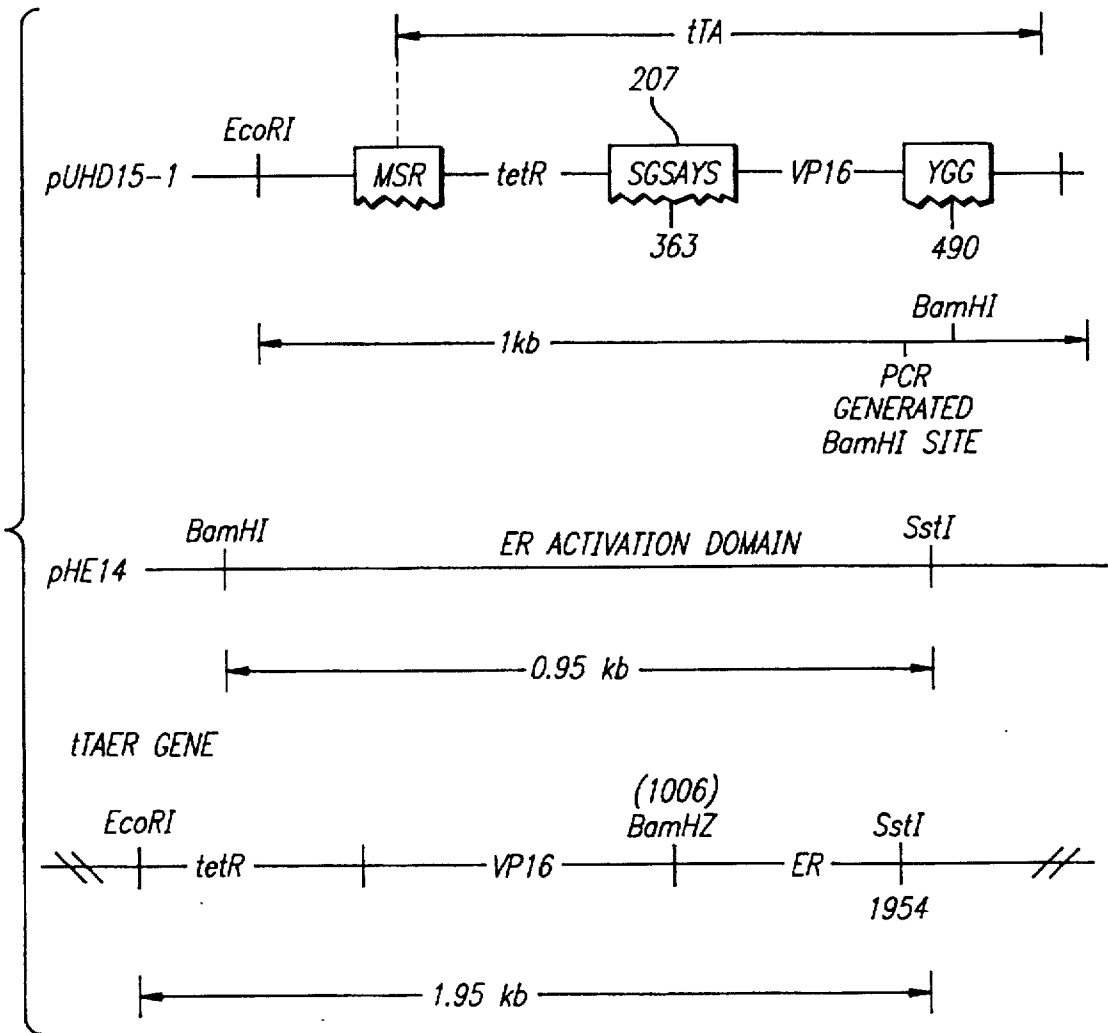 tTA
207
EcoRI
pUHD15-1 MSR tetR SGSAYS VP16 YGG
363 490
BamHI
1kb
PCR
GENERATED
BamHI SITE
BamHI ER ACTIVATION DOMAIN SstI
pHE14
0.95 kb
tTAER GENE
(1006)
EcoRI BamHZ SstI
tetR VP16 ER
1954
1.95 kb